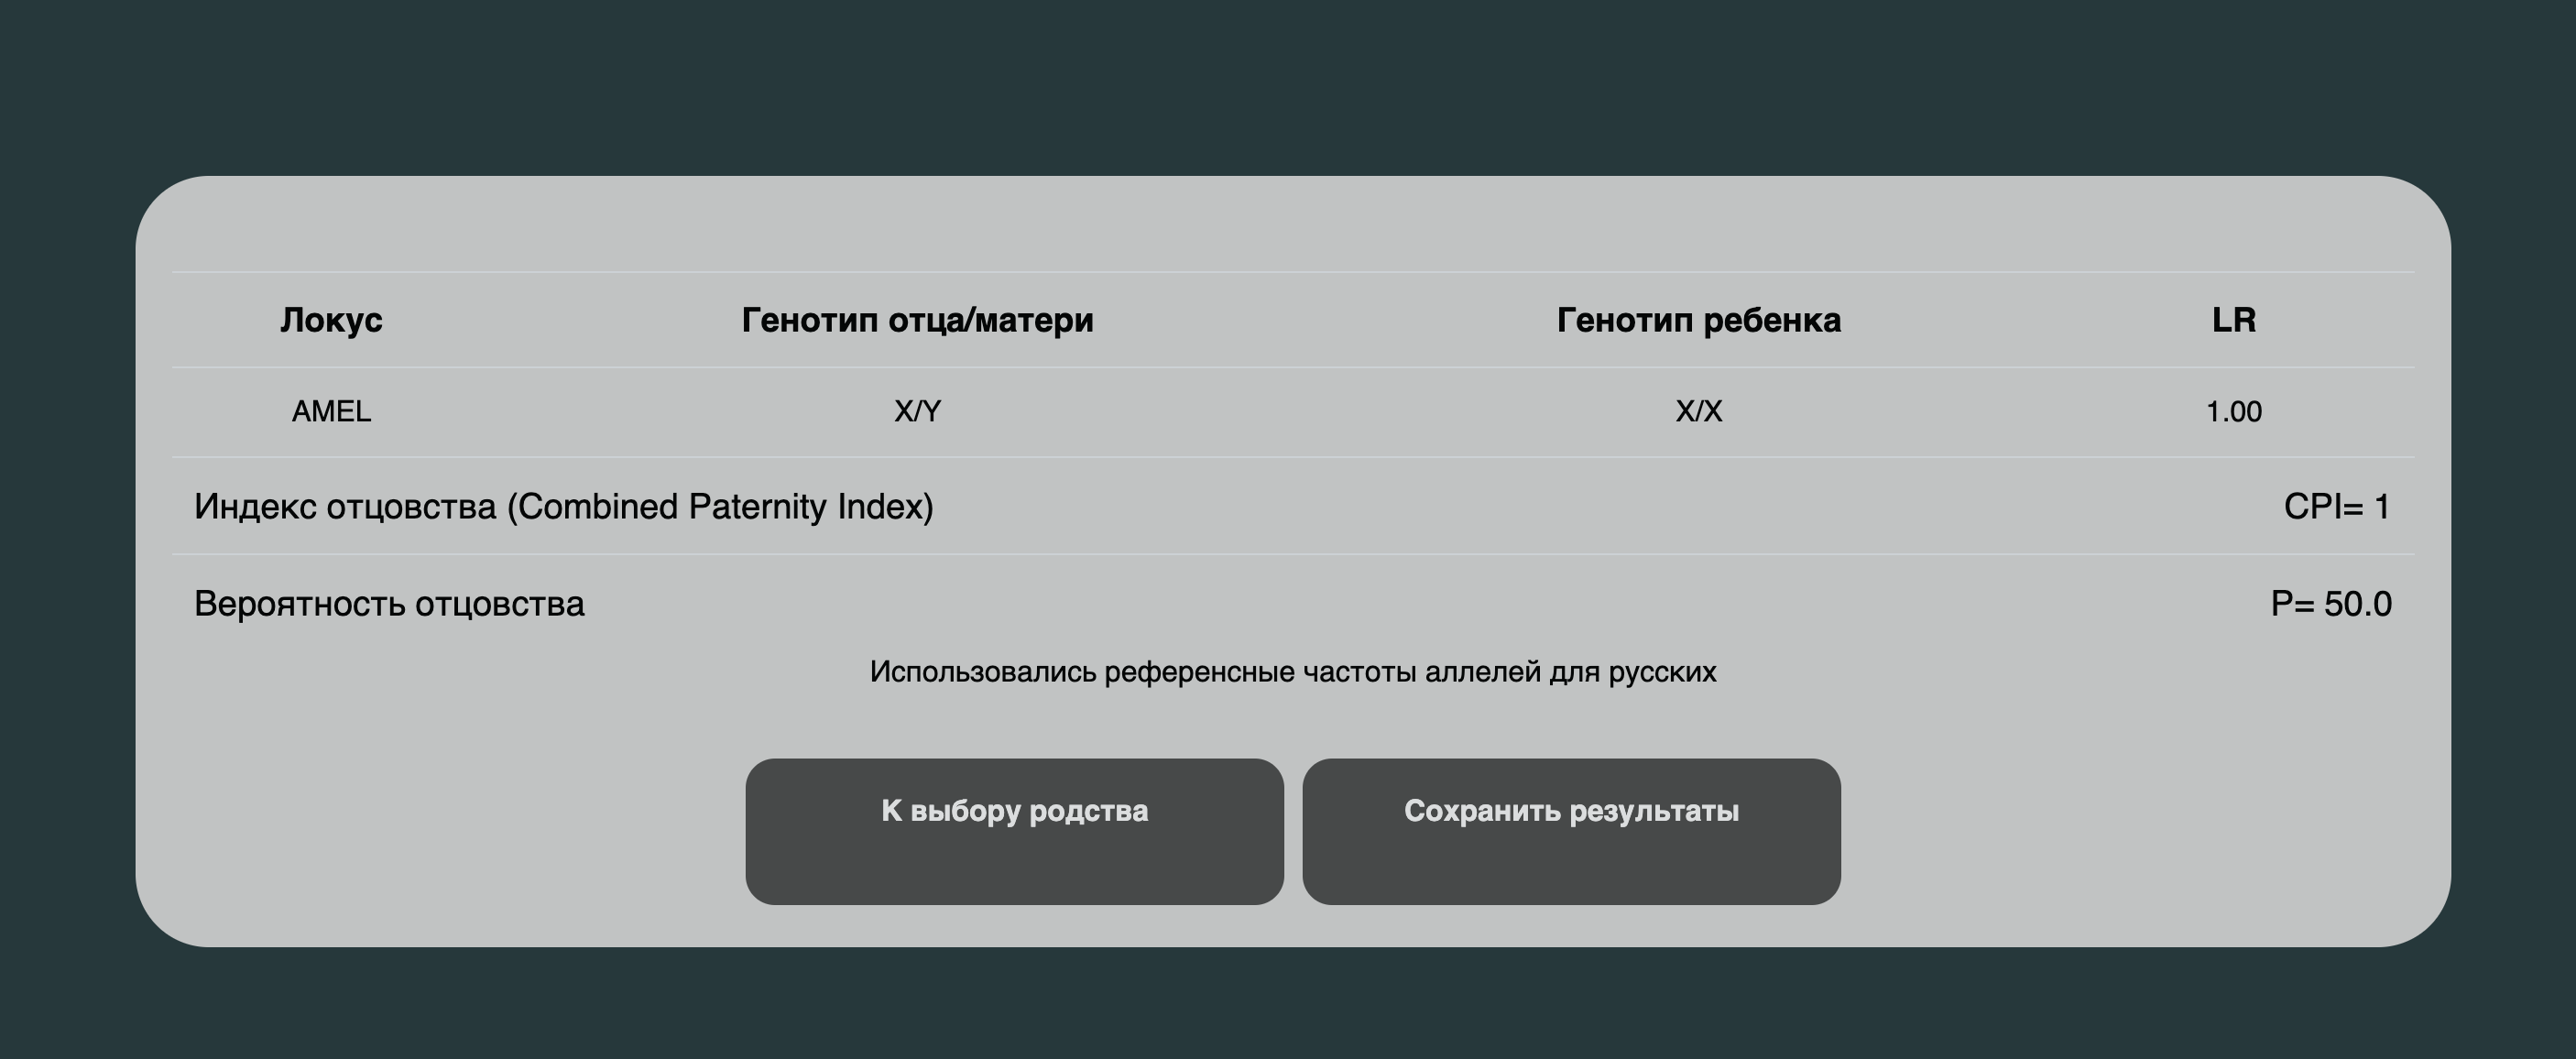 Локус Генотип отца/матери Генотип ребенка LR
AMEL X/Y X/X 1.00
Индекс отцовства (Combined Paternity Index) CPI= 1
Вероятность отцовства P= 50.0
Использовались референсные частоты аллелей для русских
К выбору родства Сохранить результаты